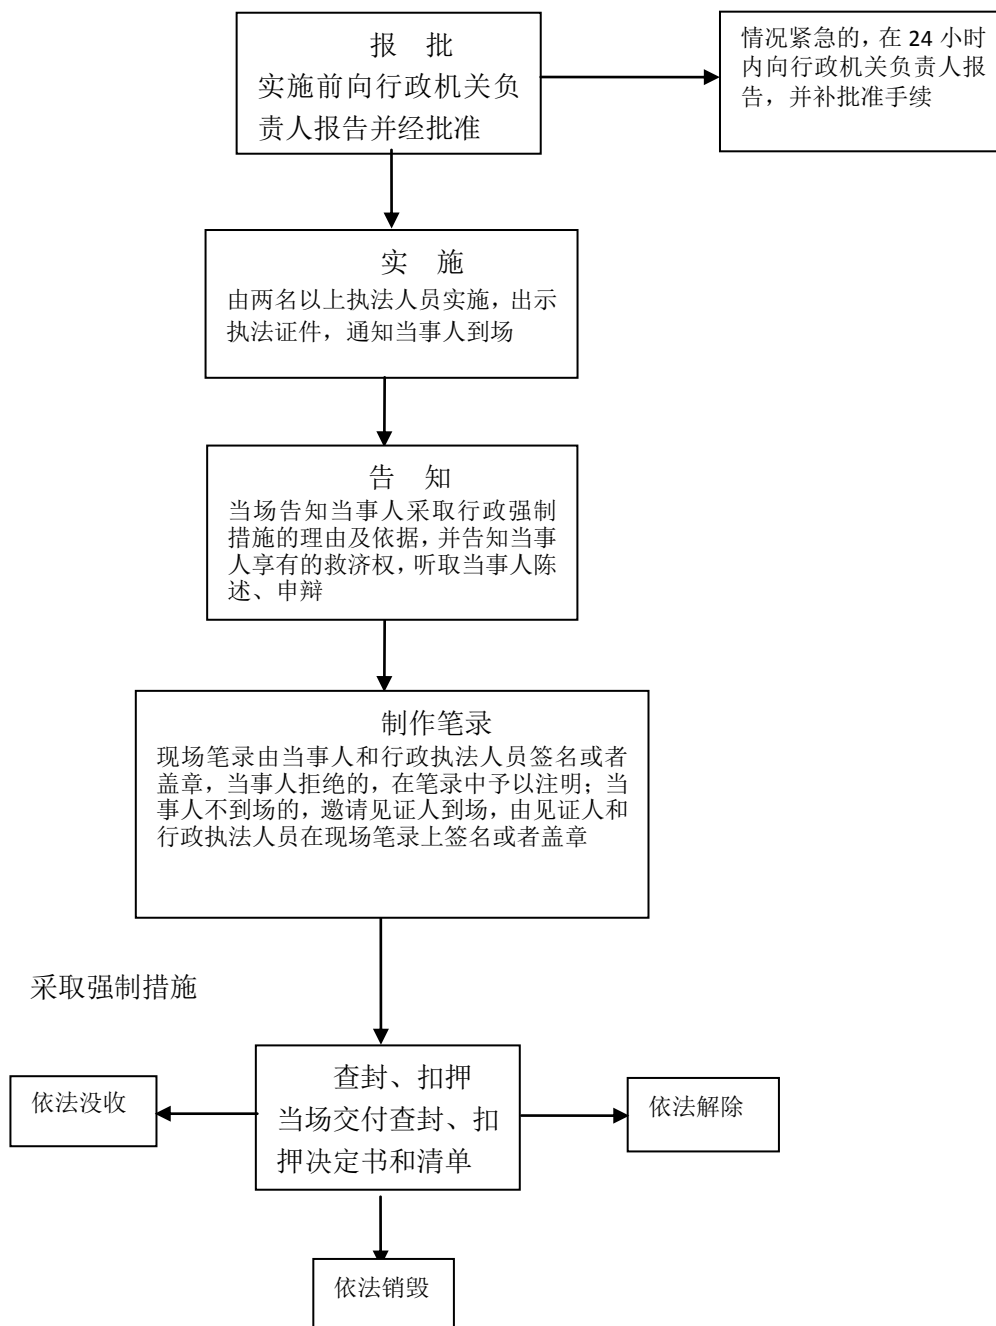 报 批
实施前向行政机关负
责人报告并经批准
情况紧急的，在 24 小时
内向行政机关负责人报
告，并补批准手续
实 施
由两名以上执法人员实施，出示
执法证件，通知当事人到场
告 知
当场告知当事人采取行政强制
措施的理由及依据，并告知当事
人享有的救济权，听取当事人陈
述、申辩
制作笔录
现场笔录由当事人和行政执法人员签名或者
盖章，当事人拒绝的，在笔录中予以注明；当
事人不到场的，邀请见证人到场，由见证人和
行政执法人员在现场笔录上签名或者盖章
采取强制措施
查封、扣押
当场交付查封、扣
押决定书和清单
依法没收
依法解除
依法销毁